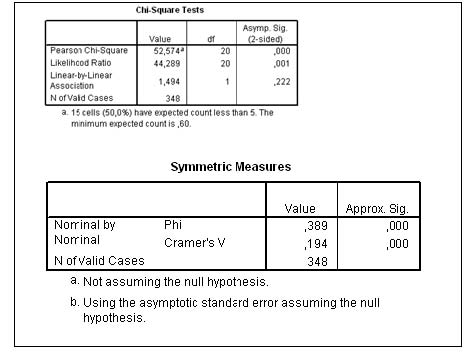 Chi-Square Tests
Value df Asymp. Sig. (2-sided)
Pearson Chi-Square 52,574a 20 ,000
Likelihood Ratio 44,289 20 ,001
Linear-by-Linear Association 1,494 1 ,222
N of Valid Cases 348
a. 15 cells (50,0%) have expected count less than 5. The
minimum expected count is ,60.
Symmetric Measures
Value Approx. Sig.
Nominal by Nominal Phi ,389 ,000
Cramer's V ,194 ,000
N of Valid Cases 348
a. Not assuming the null hypothesis.
b. Using the asymptotic standard error assuming the null
hypothesis.